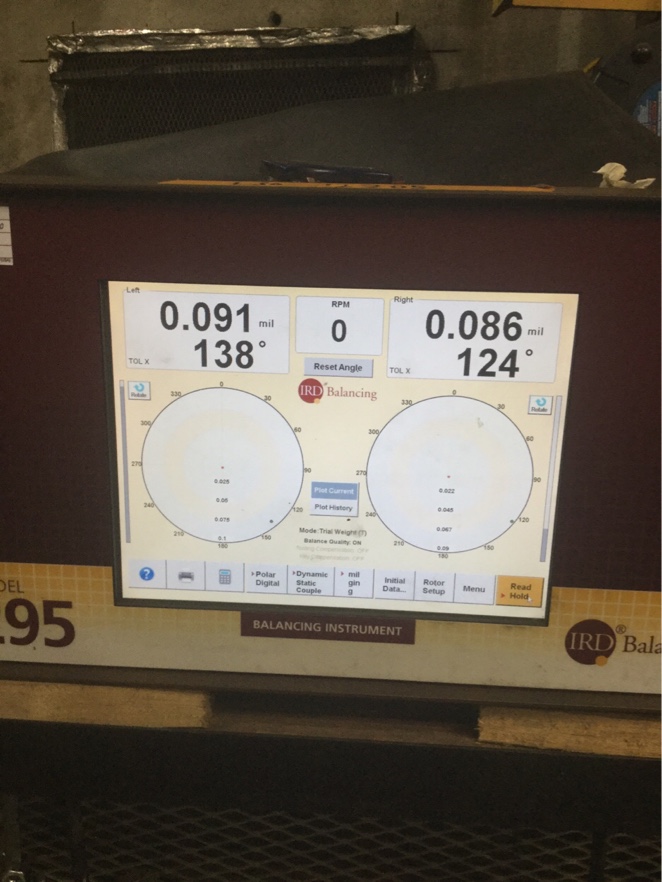 Left
0.091 mil
138°
TOL X
RPM
0
Reset Angle
Right
0.086 mil
124°
TOL X
Rotate
IRD Balancing
Rotate
0
30
60
90
120
150
180
210
240
270
300
330
0.025
0.05
0.075
0.1
Plot Current
Plot History
0
30
60
90
120
150
180
210
240
270
300
330
0.022
0.045
0.067
0.09
Mode:Trial Weight(T)
Balance Quality: ON
?
Polar
Digital
Dynamic
Static
Couple
mil
gin
g
Initial
Data...
Rotor
Setup
Menu
Read
Hold
295
BALANCING INSTRUMENT
IRD® Bala